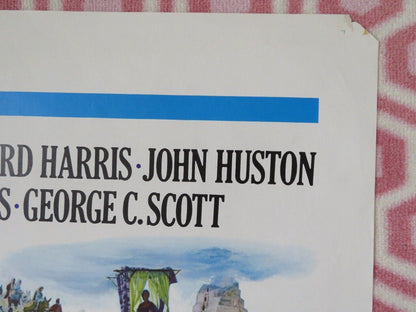 RD HARRIS · JOHN HUSTON
S · GEORGE C. SCOTT